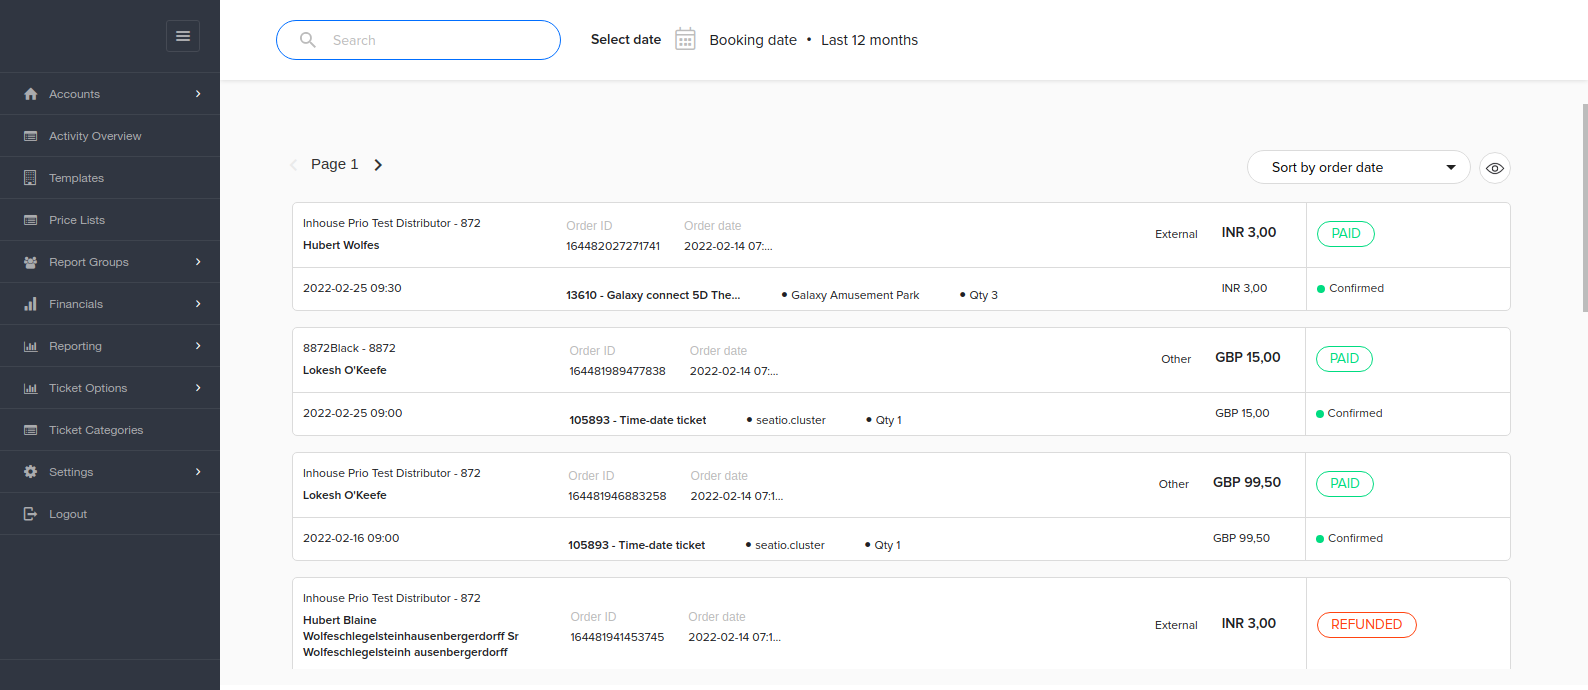 Search
Select date Booking date • Last 12 months
Accounts
Activity Overview
Templates
Price Lists
Report Groups
Financials
Reporting
Ticket Options
Ticket Categories
Settings
Logout
Page 1
Sort by order date
Inhouse Prio Test Distributor - 872 Order ID Order date
Hubert Wolfes 164482027271741 2022-02-14 07:... External INR 3,00 PAID
2022-02-25 09:30 13610 - Galaxy connect 5D The... • Galaxy Amusement Park • Qty 3 INR 3,00 Confirmed
8872Black - 8872 Order ID Order date
Lokesh O'Keefe 164481989477838 2022-02-14 07:... Other GBP 15,00 PAID
2022-02-25 09:00 105893 - Time-date ticket • seatio.cluster • Qty 1 GBP 15,00 Confirmed
Inhouse Prio Test Distributor - 872 Order ID Order date
Lokesh O'Keefe 164481946883258 2022-02-14 07:1... Other GBP 99,50 PAID
2022-02-16 09:00 105893 - Time-date ticket • seatio.cluster • Qty 1 GBP 99,50 Confirmed
Inhouse Prio Test Distributor - 872
Hubert Blaine Order ID Order date
Wolfeschlegelsteinhausenbergerdorff Sr 164481941453745 2022-02-14 07:1... External INR 3,00 REFUNDED
Wolfeschlegelsteinh ausenbergerdorff